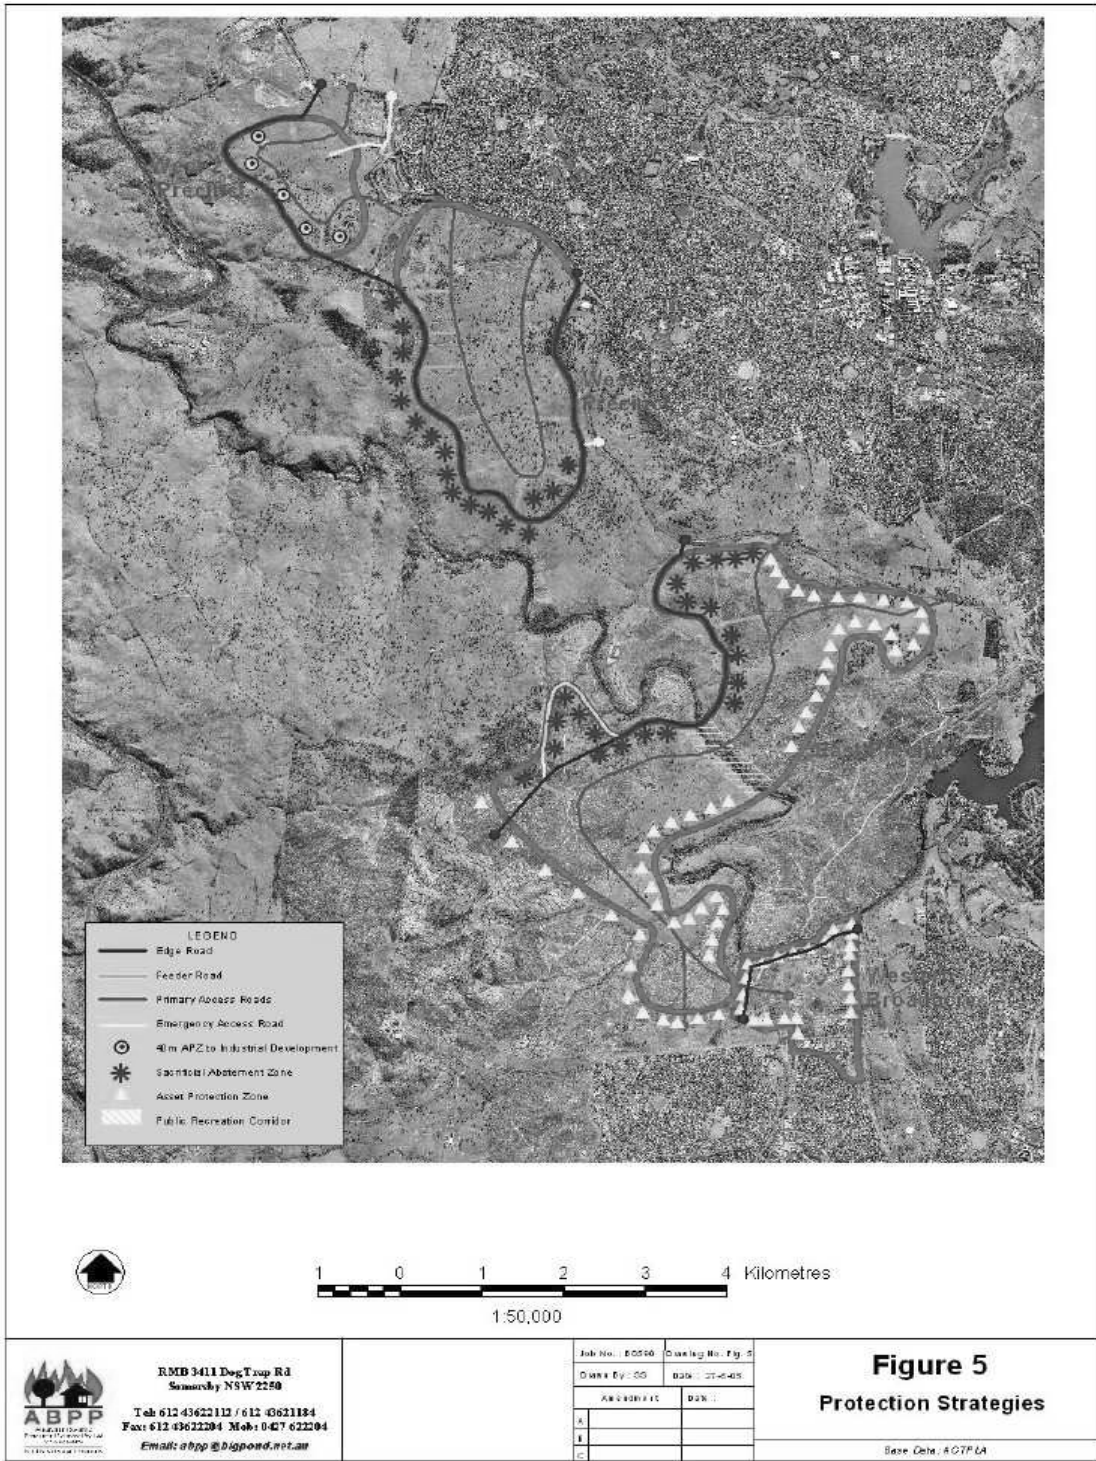 Precinct
West
LEGEND
Edge Road
Feeder Road
Primary Access Roads
Emergency Access Road
40m APZ to Industrial Development
Sacrificial Abatement Zone
Asset Protection Zone
Public Recreation Corridor
NORTH
1 0 1 2 3 4 Kilometres
1:50,000
ABPP
RMB 3411 Dog Trap Rd
Somersby NSW 2250
Tel: 612 43622112 / 612 43621184
Fax: 612 43622204 Mob: 0427 622204
Email: abpp@bigpond.net.au
Job No.: Drawing No.: Fig. 5
Drawn By: SS Date:
Amendment Date:
A
B
C
Figure 5
Protection Strategies
Base Data: ACTPLA